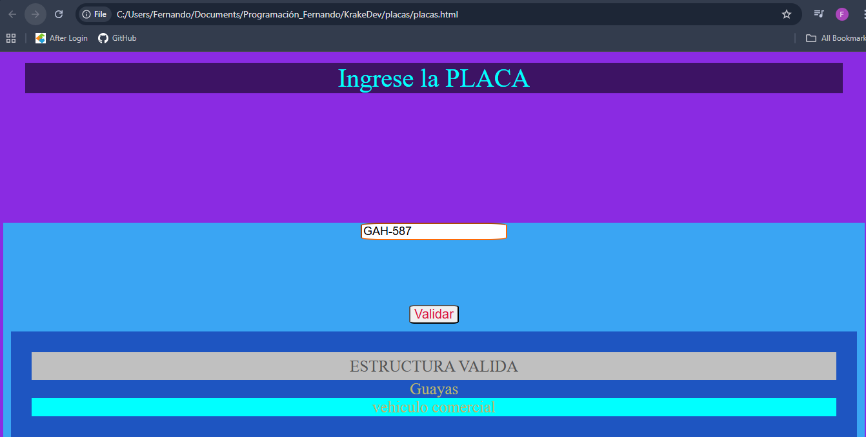 File
C:/Users/Fernando/Documents/Programación_Fernando/KrakeDev/placas/placas.html
F
After Login
GitHub
All Bookmark
Ingrese la PLACA
GAH-587
Validar
ESTRUCTURA VALIDA
Guayas
vehiculo comercial